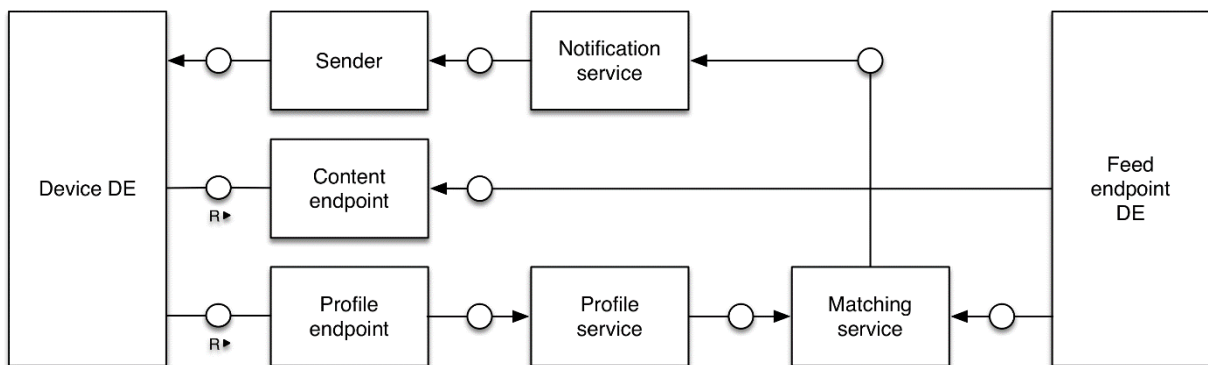 Sender
Notification
service
Device DE
Content
endpoint
Feed
endpoint
DE
R▶
Profile
endpoint
Profile
service
Matching
service
R▶